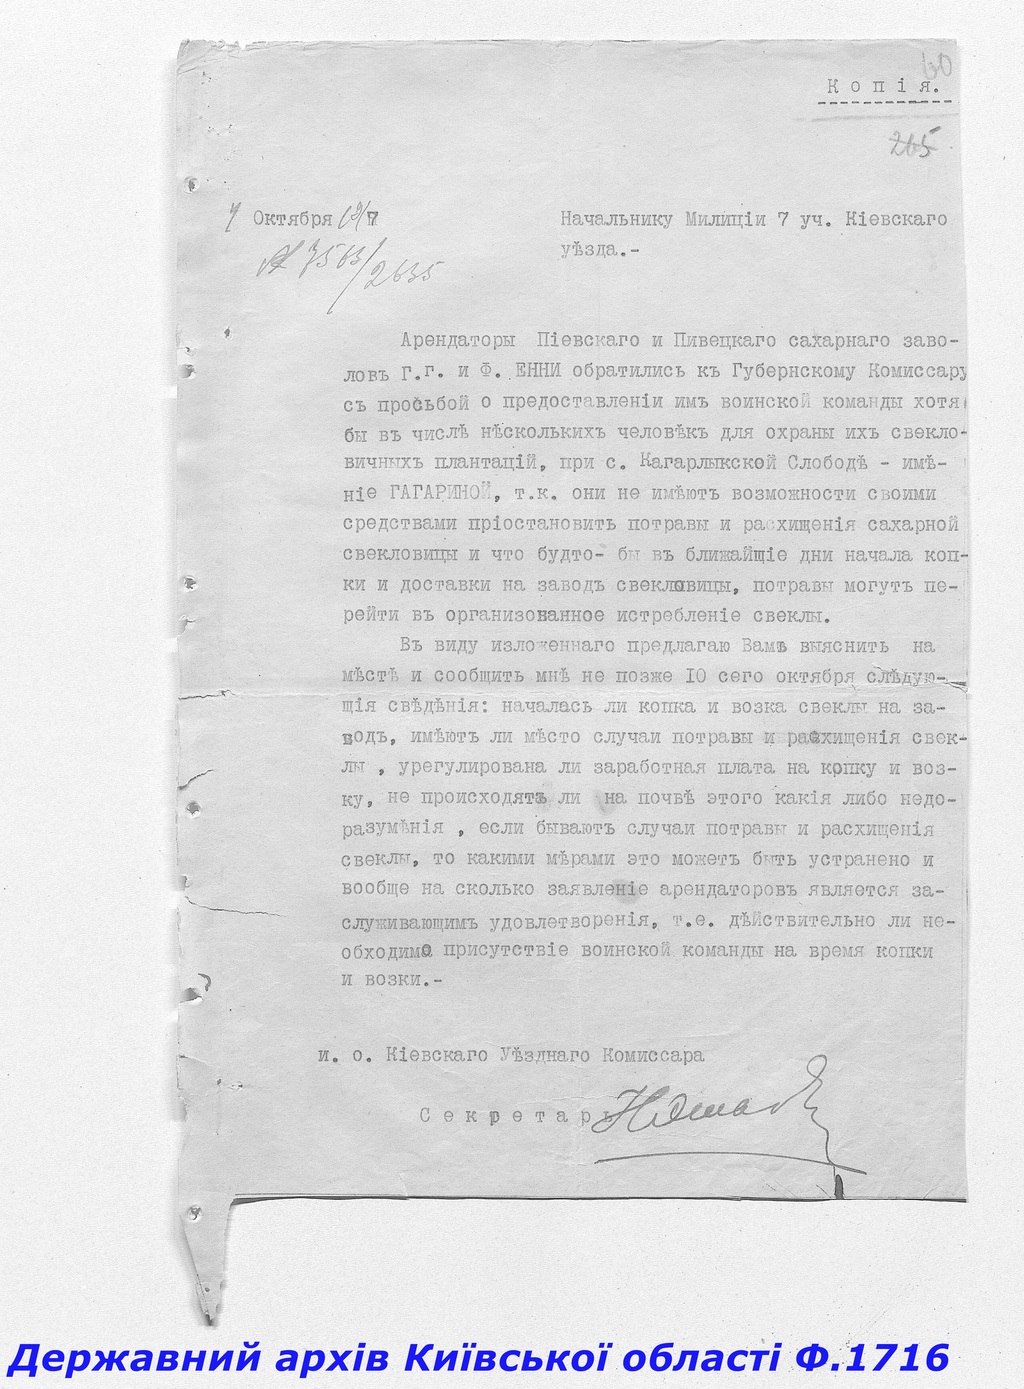 60
Копія.
265
7 Октября 1917
Начальнику Милиціи 7 уч. Кіевскаго
уѣзда.-
№ 7563/2635
Арендаторы Піевскаго и Пивецкаго сахарнаго заво-
ловъ Г.г. и Ф. ЕННИ обратились къ Губернскому Комиссару
съ просьбой о предоставленіи имъ воинской команды хотя
бы въ числѣ нѣсколькихъ человѣкъ для охраны ихъ свекло-
вичныхъ плантацій, при с. Кагарлыкской Слободѣ - имѣ-
ніе ГАГАРИНОЙ, т.к. они не имѣютъ возможности своими
средствами пріостановить потравы и расхищенія сахарной
свекловицы и что будто- бы въ ближайщіе дни начала коп-
ки и доставки на заводъ свекловицы, потравы могутъ пе-
рейти въ организованное истребленіе свеклы.
Въ виду изложеннаго предлагаю Вамъ выяснить на
мѣстѣ и сообщить мнѣ не позже 10 сего октября слѣдую-
щія свѣдѣнія: началась ли копка и возка свеклы на за-
водъ, имѣютъ ли мѣсто случаи потравы и расхищенія свек-
лы , урегулирована ли заработная плата на копку и воз-
ку, не происходятъ ли на почвѣ этого какія либо недо-
разумѣнія , если бываютъ случаи потравы и расхищенія
свеклы, то какими мѣрами это можетъ быть устранено и
вообще на сколько заявленіе арендаторовъ является за-
служивающимъ удовлетворенія, т.е. дѣйствительно ли не-
обходимо присутствіе воинской команды на время копки
и возки.-
и. о. Кіевскаго Уѣзднаго Комиссара
Секретарь
Державний архів Київської області Ф.1716